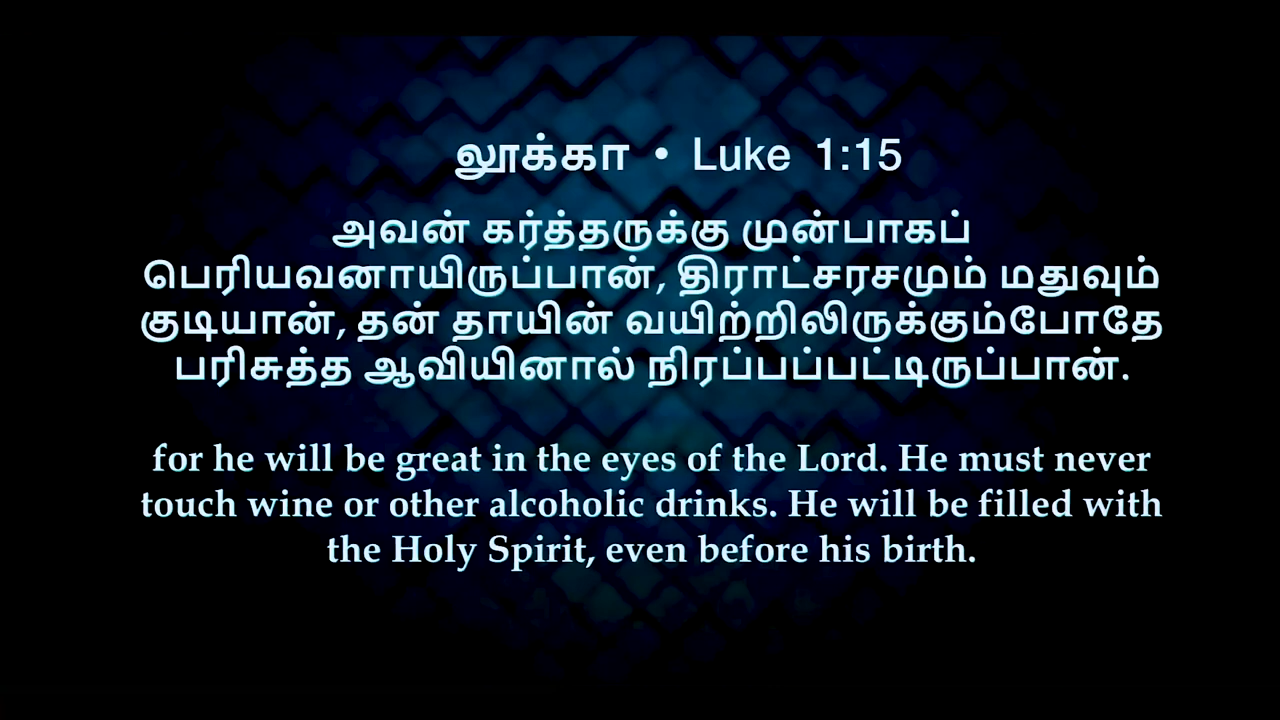 லூக்கா • Luke 1:15
அவன் கர்த்தருக்கு முன்பாகப்
பெரியவனாயிருப்பான், திராட்சரசமும் மதுவும்
குடியான், தன் தாயின் வயிற்றிலிருக்கும்போதே
பரிசுத்த ஆவியினால் நிரப்பப்பட்டிருப்பான்.
for he will be great in the eyes of the Lord. He must never
touch wine or other alcoholic drinks. He will be filled with
the Holy Spirit, even before his birth.